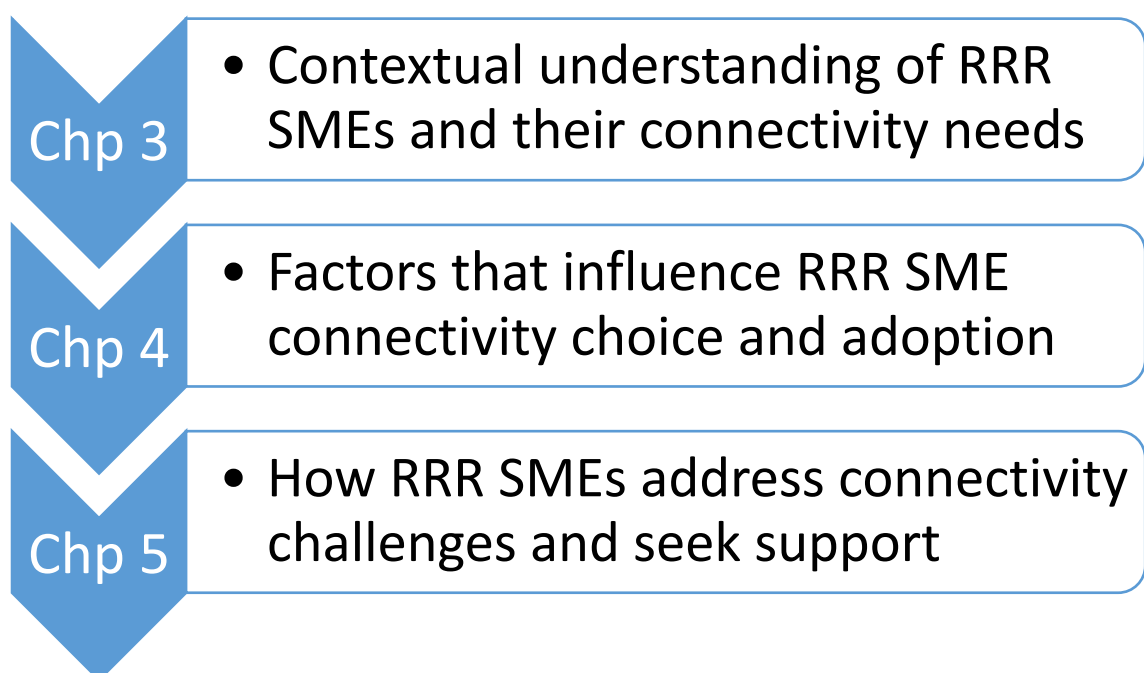 Chp 3
• Contextual understanding of RRR
SMEs and their connectivity needs
Chp 4
• Factors that influence RRR SME
connectivity choice and adoption
Chp 5
• How RRR SMEs address connectivity
challenges and seek support